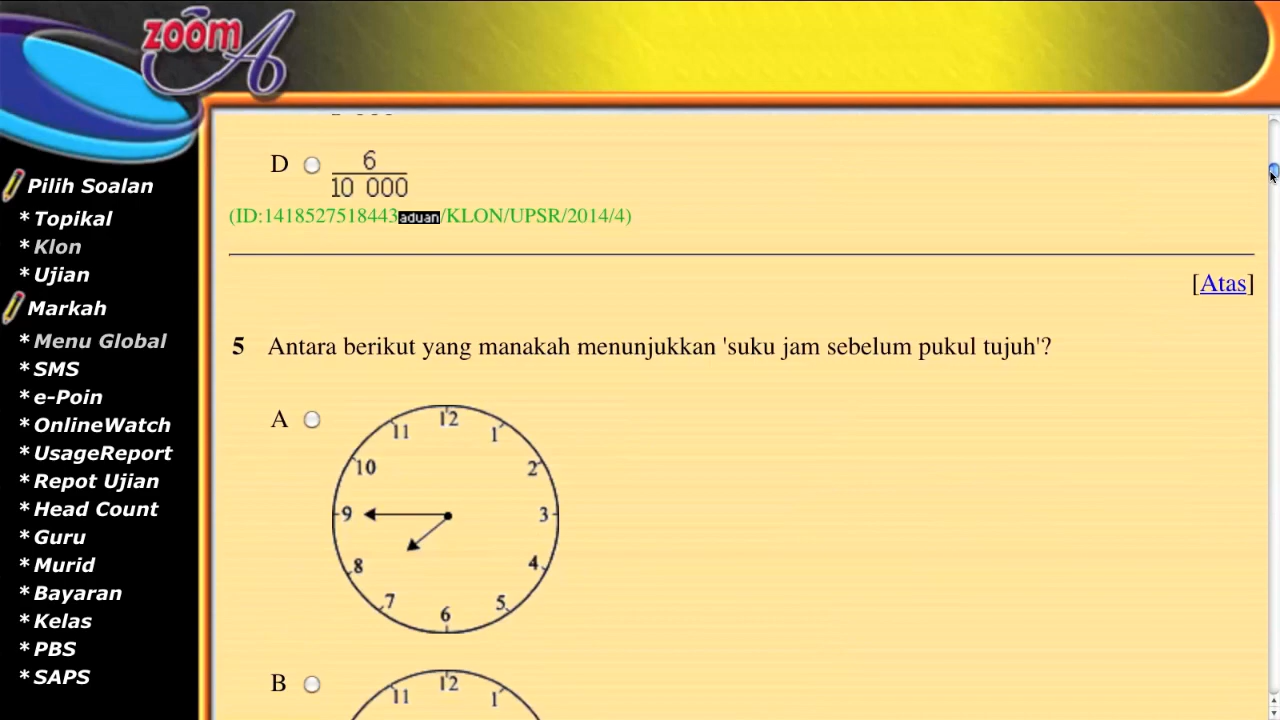 zoom A
Pilih Soalan
* Topikal
* Klon
* Ujian
Markah
* Menu Global
* SMS
* e-Poin
* OnlineWatch
* UsageReport
* Repot Ujian
* Head Count
* Guru
* Murid
* Bayaran
* Kelas
* PBS
* SAPS
D 6
10 000
(ID:1418527518443aduan/KLON/UPSR/2014/4)
[Atas]
5 Antara berikut yang manakah menunjukkan 'suku jam sebelum pukul tujuh'?
A
12
11 1
10 2
9 3
8 4
7 5
6
B
12
11 1